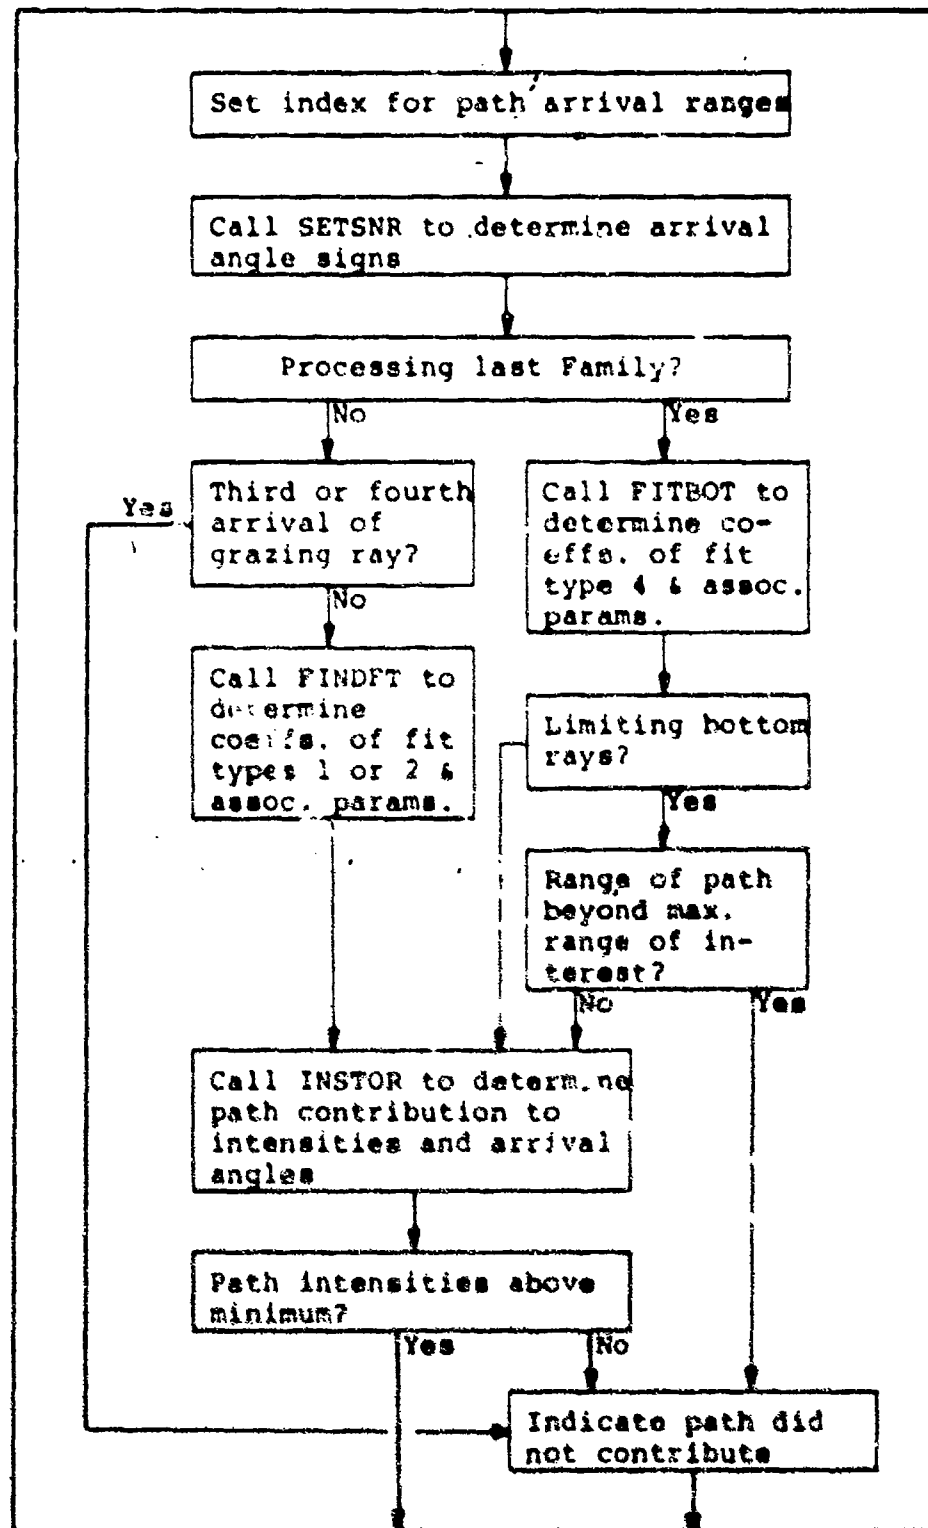 Set index for path arrival ranges
Call SETSNR to determine arrival
angle signs
Processing last Family?
No
Yes
Yes
Third or fourth
arrival of
grazing ray?
Call FITBOT to
determine co-
effs. of fit
type 4 & assoc.
params.
No
Call FINDFT to
determine
coeffs. of fit
types 1 or 2 &
assoc. params.
Limiting bottom
rays?
Yes
Range of path
beyond max.
range of in-
terest?
No
Yes
Call INSTOR to determine
path contribution to
intensities and arrival
angles
Path intensities above
minimum?
Yes
No
Indicate path did
not contribute